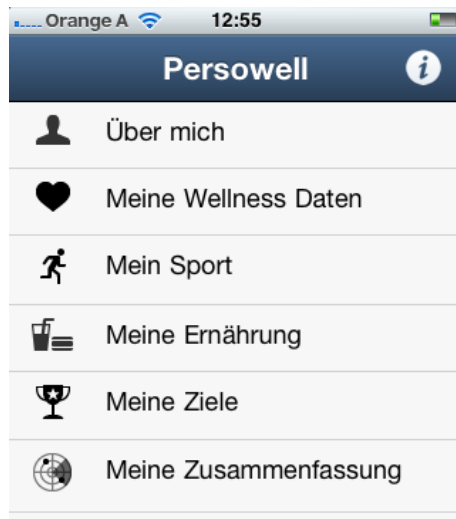 Orange A 12:55
Persowell
Über mich
Meine Wellness Daten
Mein Sport
Meine Ernährung
Meine Ziele
Meine Zusammenfassung